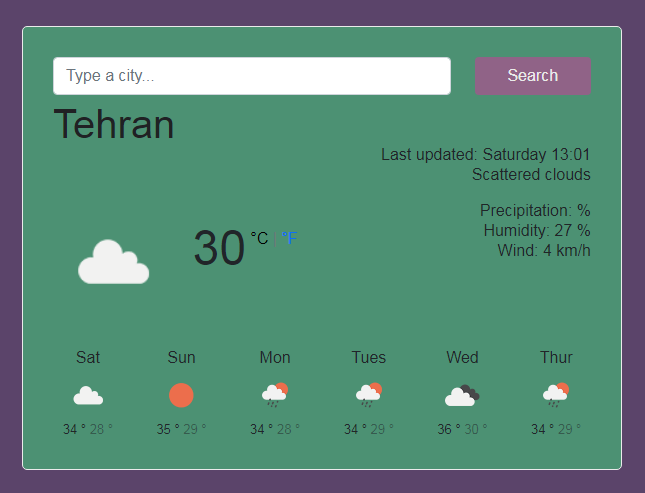 Type a city...
Search
Tehran
Last updated: Saturday 13:01
Scattered clouds
Precipitation: %
Humidity: 27 %
Wind: 4 km/h
30 °C | °F
Sat Sun Mon Tues Wed Thur
34 ° 28 ° 35 ° 29 ° 34 ° 28 ° 34 ° 29 ° 36 ° 30 ° 34 ° 29 °